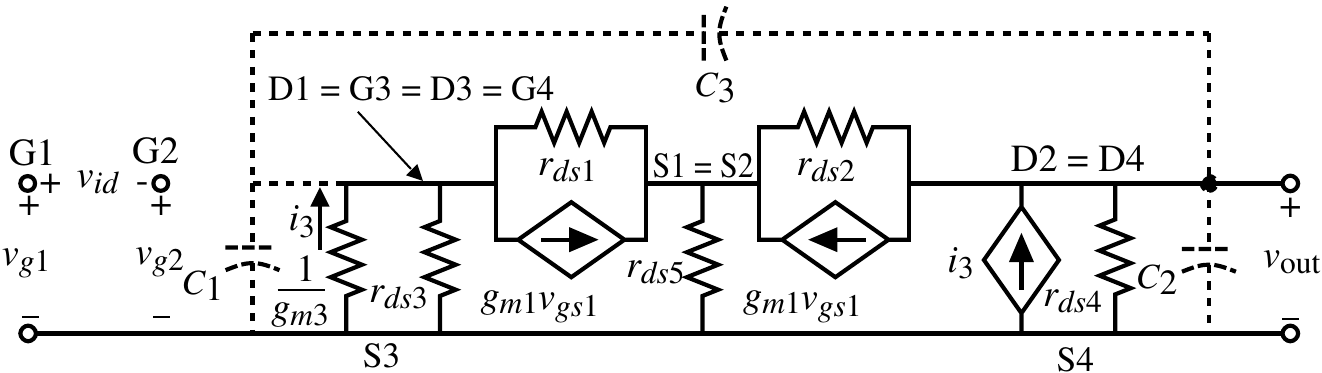 C3
D1 = G3 = D3 = G4
G1
G2
+ vid -
+
+
vg1
vg2
–
–
C1
i3
1
gm3
rds3
rds1
gm1vgs1
S1 = S2
rds5
rds2
gm1vgs1
D2 = D4
i3
rds4
C2
+
vout
–
S3
S4